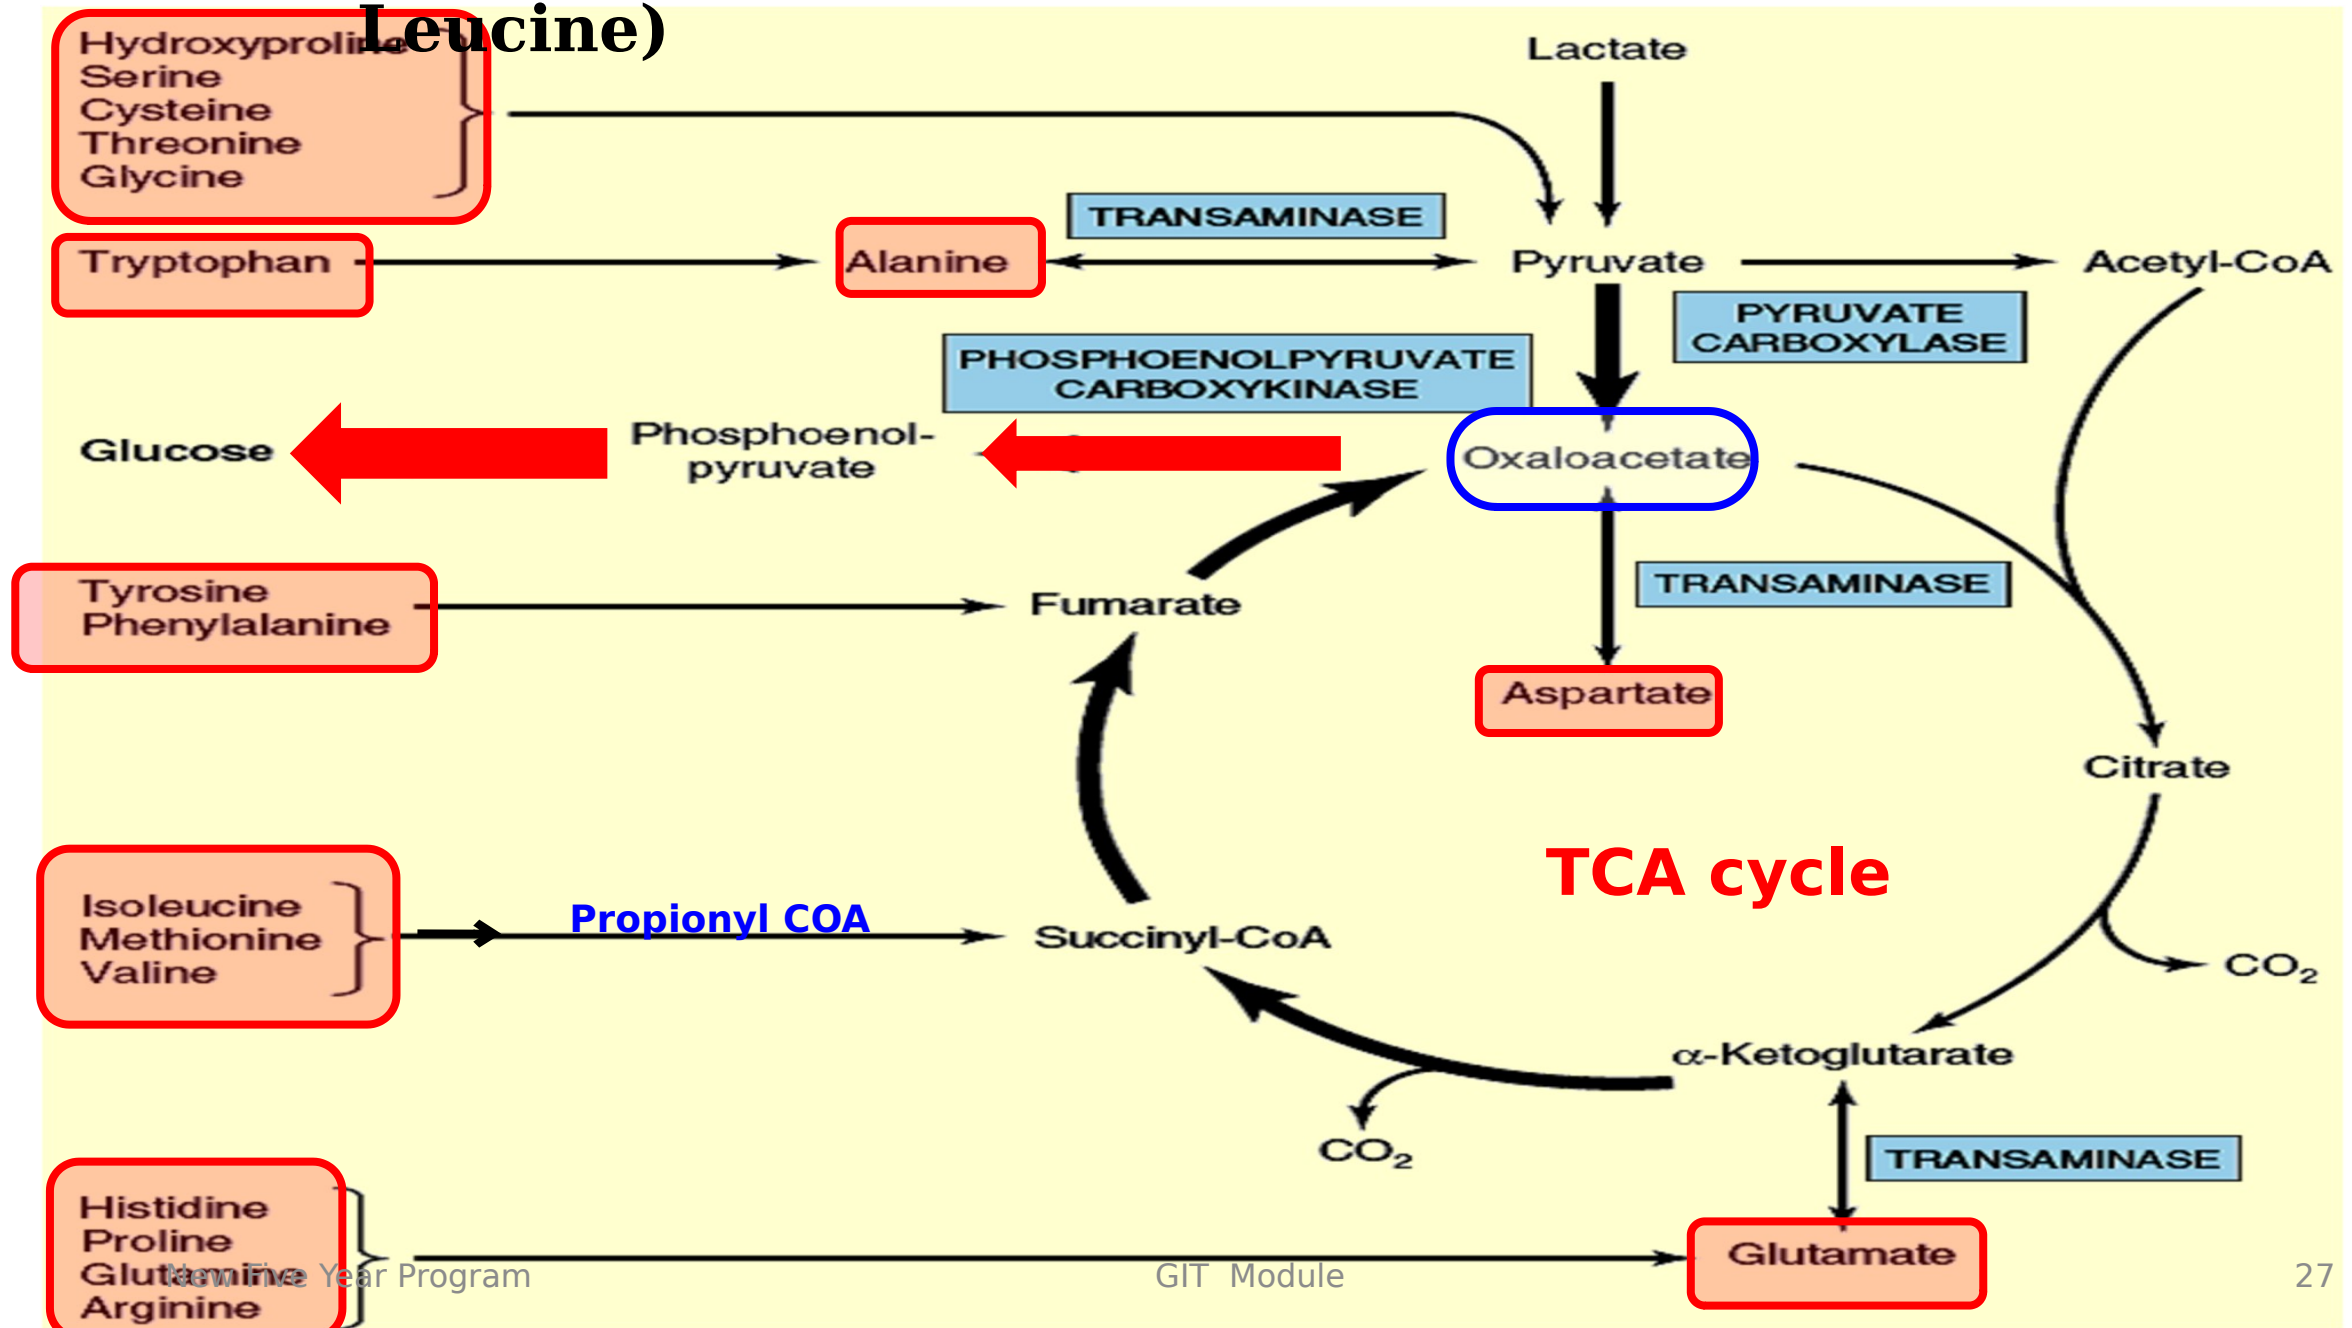 Leucine)
Hydroxyproline
Serine
Cysteine
Threonine
Glycine
Lactate
TRANSAMINASE
Tryptophan
Alanine
Pyruvate
Acetyl-CoA
PYRUVATE
CARBOXYLASE
PHOSPHOENOLPYRUVATE
CARBOXYKINASE
Glucose
Phosphoenol-
pyruvate
Oxaloacetate
Tyrosine
Phenylalanine
Fumarate
TRANSAMINASE
Aspartate
Citrate
TCA cycle
Isoleucine
Methionine
Valine
Propionyl COA
Succinyl-CoA
CO₂
α-Ketoglutarate
CO₂
TRANSAMINASE
Histidine
Proline
Glutamine
Arginine
Glutamate
New Five Year Program
GIT Module
27